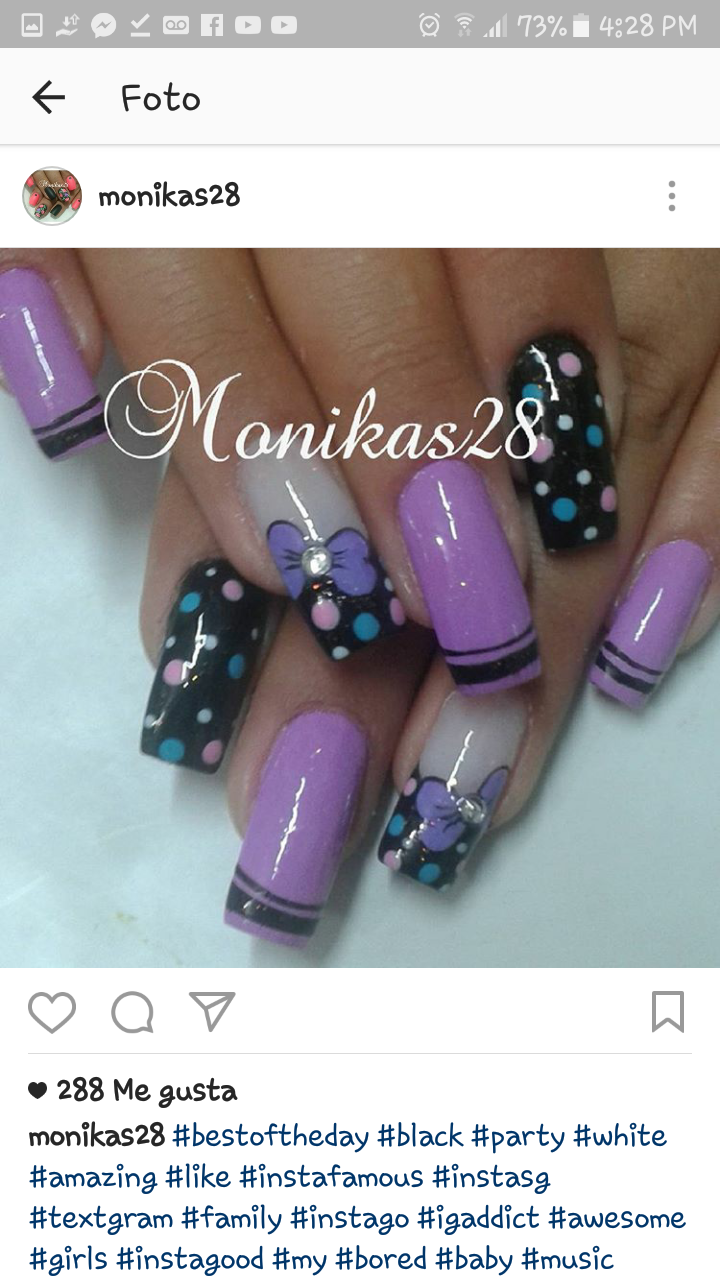 73% 4:28 PM
Foto
monikas28
Monikas28
288 Me gusta
monikas28 #bestoftheday #black #party #white
#amazing #like #instafamous #instasg
#textgram #family #instago #igaddict #awesome
#girls #instagood #my #bored #baby #music